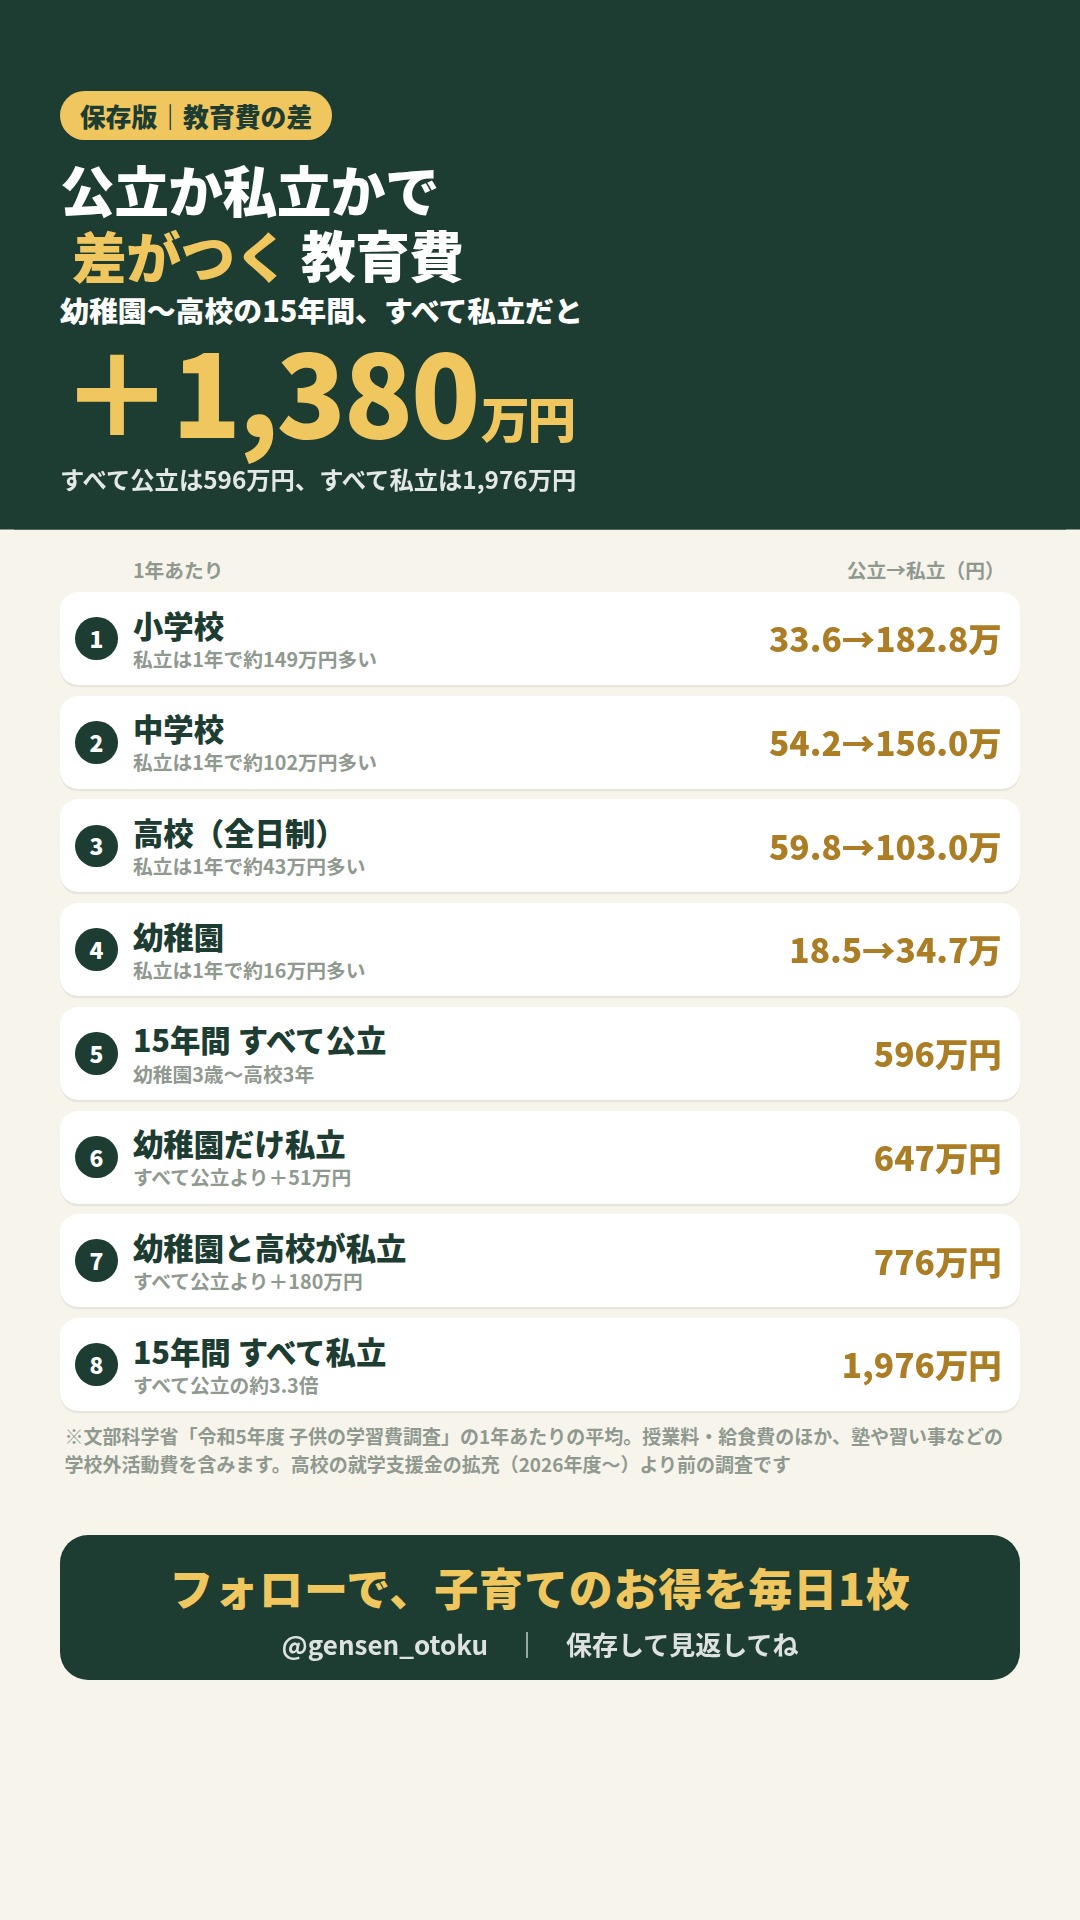 保存版｜教育費の差
公立か私立かで
差がつく 教育費
幼稚園〜高校の15年間、すべて私立だと
＋1,380万円
すべて公立は596万円、すべて私立は1,976万円
1年あたり
公立→私立（円）
1
小学校
私立は1年で約149万円多い
33.6→182.8万
2
中学校
私立は1年で約102万円多い
54.2→156.0万
3
高校（全日制）
私立は1年で約43万円多い
59.8→103.0万
4
幼稚園
私立は1年で約16万円多い
18.5→34.7万
5
15年間 すべて公立
幼稚園3歳〜高校3年
596万円
6
幼稚園だけ私立
すべて公立より＋51万円
647万円
7
幼稚園と高校が私立
すべて公立より＋180万円
776万円
8
15年間 すべて私立
すべて公立の約3.3倍
1,976万円
※文部科学省「令和5年度 子供の学習費調査」の1年あたりの平均。授業料・給食費のほか、塾や習い事などの
学校外活動費を含みます。高校の就学支援金の拡充（2026年度〜）より前の調査です
フォローで、子育てのお得を毎日1枚
@gensen_otoku ｜ 保存して見返してね